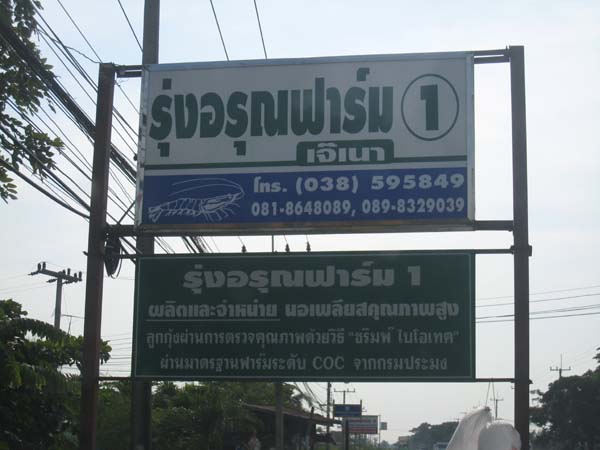 รุ่งอรุณฟาร์ม 1
เจ๊เนา
โทร. (038) 595849
081-8648089, 089-8329039
รุ่งอรุณฟาร์ม 1
ผลิตและจำหน่าย นอเพลียสคุณภาพสูง
ลูกกุ้งผ่านการตรวจคุณภาพด้วยวิธี "ชริมพ์ ไบโอเทค"
ผ่านมาตรฐานฟาร์มระดับ COC จากกรมประมง